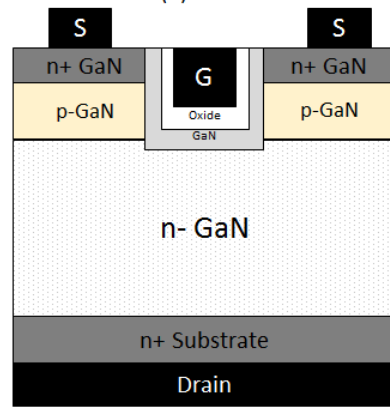 S
S
n+ GaN
G
n+ GaN
Oxide
p-GaN
p-GaN
GaN
n- GaN
n+ Substrate
Drain